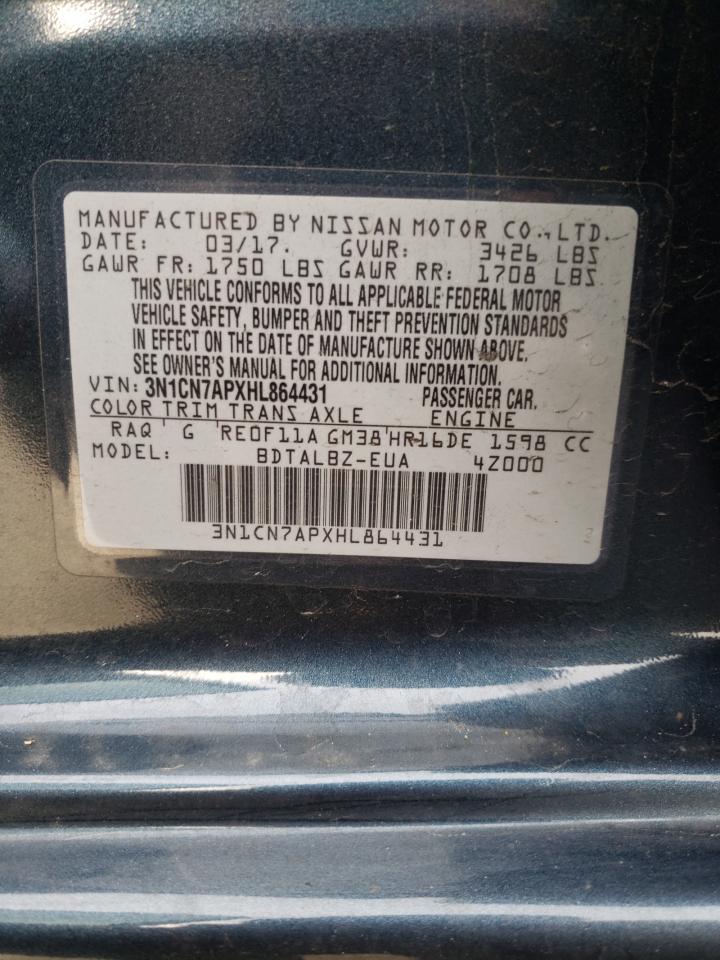 MANUFACTURED BY NISSAN MOTOR CO.,LTD.
DATE: 03/17. GVWR: 3426 LBS
GAWR FR: 1750 LBS GAWR RR: 1708 LBS
THIS VEHICLE CONFORMS TO ALL APPLICABLE FEDERAL MOTOR
VEHICLE SAFETY, BUMPER AND THEFT PREVENTION STANDARDS
IN EFFECT ON THE DATE OF MANUFACTURE SHOWN ABOVE.
SEE OWNER'S MANUAL FOR ADDITIONAL INFORMATION.
VIN: 3N1CN7APXHL864431 PASSENGER CAR.
COLOR TRIM TRANS AXLE ENGINE
RAQ G RE0F11A GM38 HR16DE 1598 CC
MODEL: BDTALBZ-EUA 4Z000
3N1CN7APXHL864431